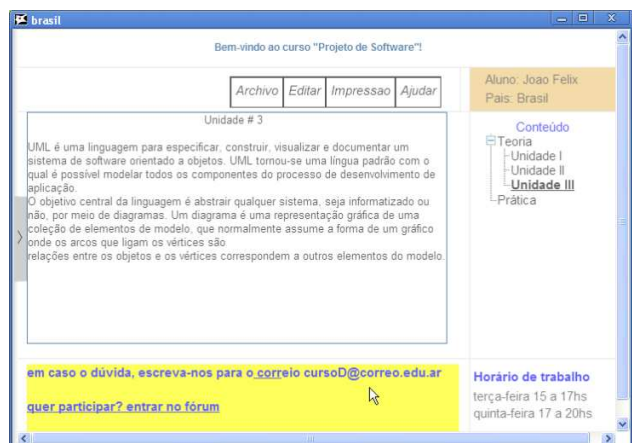 brasil
Bem-vindo ao curso "Projeto de Software"!
Archivo Editar Impressao Ajudar
Aluno: Joao Felix
Pais: Brasil
Unidade # 3
UML é uma linguagem para especificar, construir, visualizar e documentar um
sistema de software orientado a objetos. UML tornou-se uma língua padrão com o
qual é possível modelar todos os componentes do processo de desenvolvimento de
aplicação.
O objetivo central da linguagem é abstrair qualquer sistema, seja informatizado ou
não, por meio de diagramas. Um diagrama é uma representação gráfica de uma
coleção de elementos de modelo, que normalmente assume a forma de um gráfico
onde os arcos que ligam os vértices são
relações entre os objetos e os vértices correspondem a outros elementos do modelo.
Conteúdo
Teoria
Unidade I
Unidade II
Unidade III
Prática
em caso o dúvida, escreva-nos para o correio cursoD@correo.edu.ar
quer participar? entrar no fórum
Horário de trabalho
terça-feira 15 a 17hs
quinta-feira 17 a 20hs